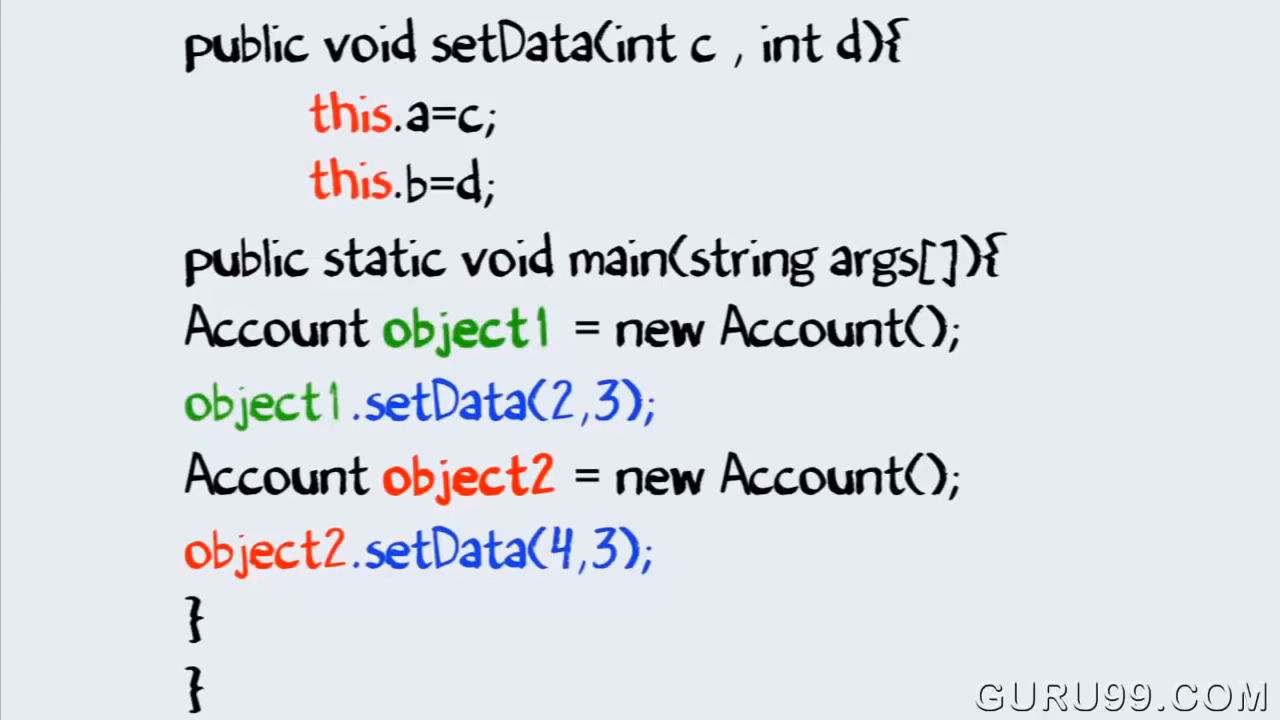 public void setData(int c , int d){
this.a=c;
this.b=d;
public static void main(string args[]){
Account object1 = new Account();
object1.setData(2,3);
Account object2 = new Account();
object2.setData(4,3);
}
}
GURU99.COM